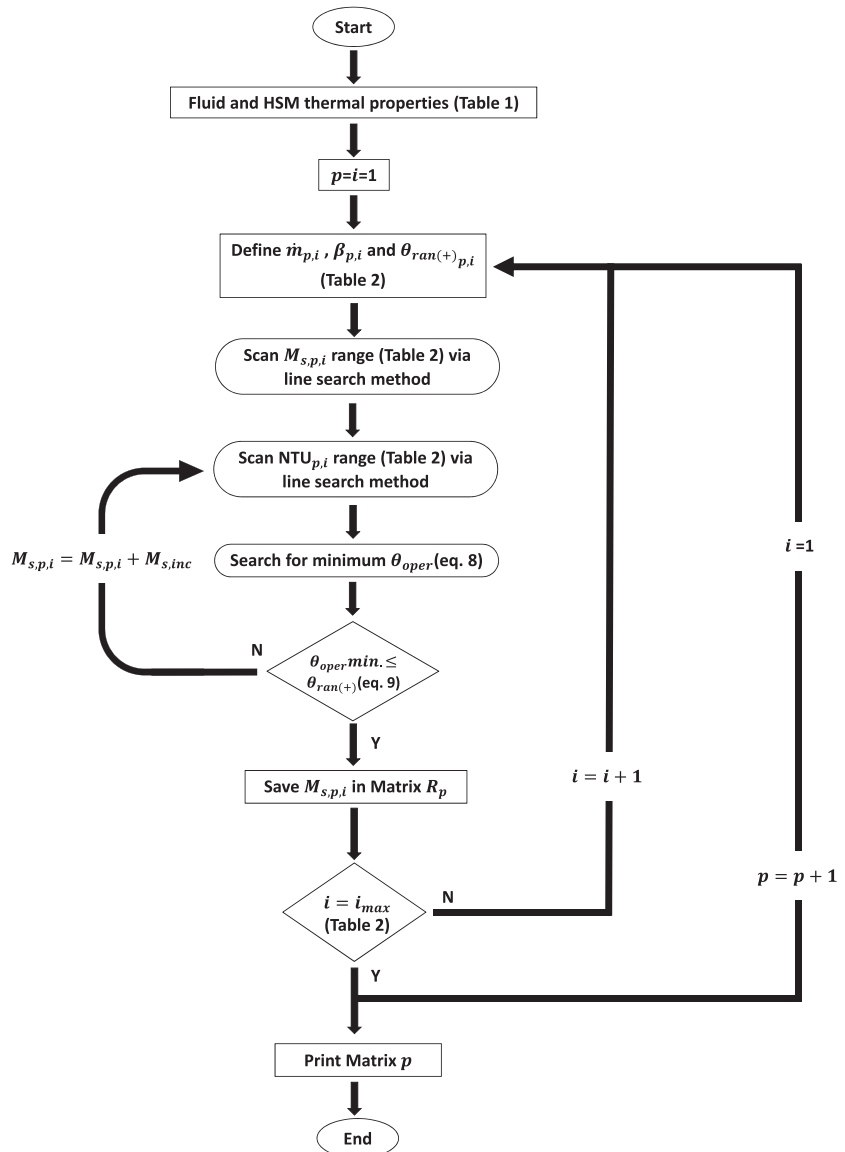 Start
Fluid and HSM thermal properties (Table 1)
p=i=1
Define ṁ_{p,i} , β_{p,i} and θ_{ran(+)_{p,i}}
(Table 2)
Scan M_{s,p,i} range (Table 2) via
line search method
Scan NTU_{p,i} range (Table 2) via
line search method
M_{s,p,i} = M_{s,p,i} + M_{s,inc}
Search for minimum θ_{oper}(eq. 8)
i =1
N
θ_{oper}min. ≤
θ_{ran(+)}(eq. 9)
Y
Save M_{s,p,i} in Matrix R_p
i = i + 1
p = p + 1
i = i_{max}
(Table 2)
N
Y
Print Matrix p
End